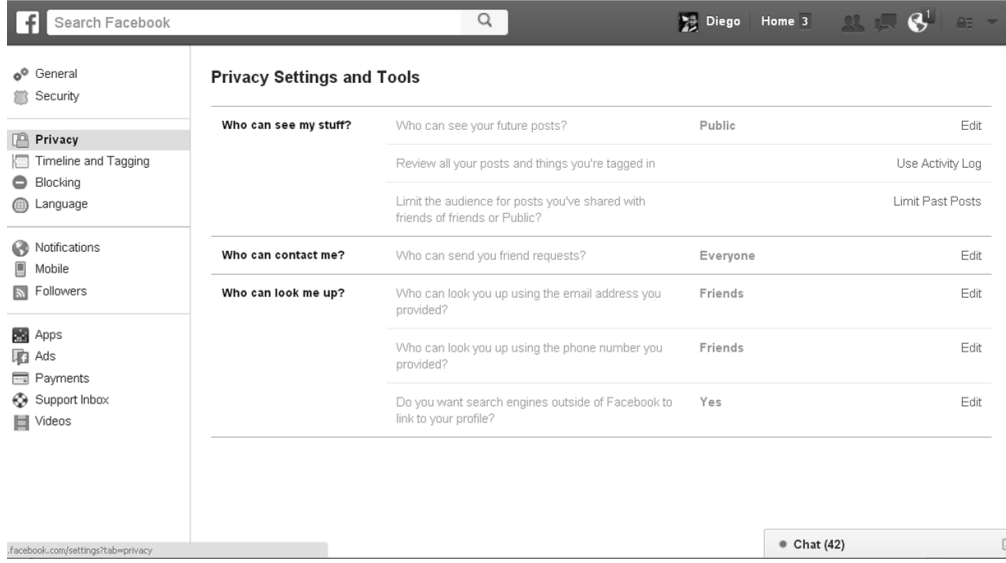 f Search Facebook Diego Home 3 1
General
Security
Privacy
Timeline and Tagging
Blocking
Language
Notifications
Mobile
Followers
Apps
Ads
Payments
Support Inbox
Videos
Privacy Settings and Tools
Who can see my stuff? Who can see your future posts? Public Edit
Review all your posts and things you're tagged in Use Activity Log
Limit the audience for posts you've shared with Limit Past Posts
friends of friends or Public?
Who can contact me? Who can send you friend requests? Everyone Edit
Who can look me up? Who can look you up using the email address you Friends Edit
provided?
Who can look you up using the phone number you Friends Edit
provided?
Do you want search engines outside of Facebook to Yes Edit
link to your profile?
.facebook.com/settings?tab=privacy
Chat (42)